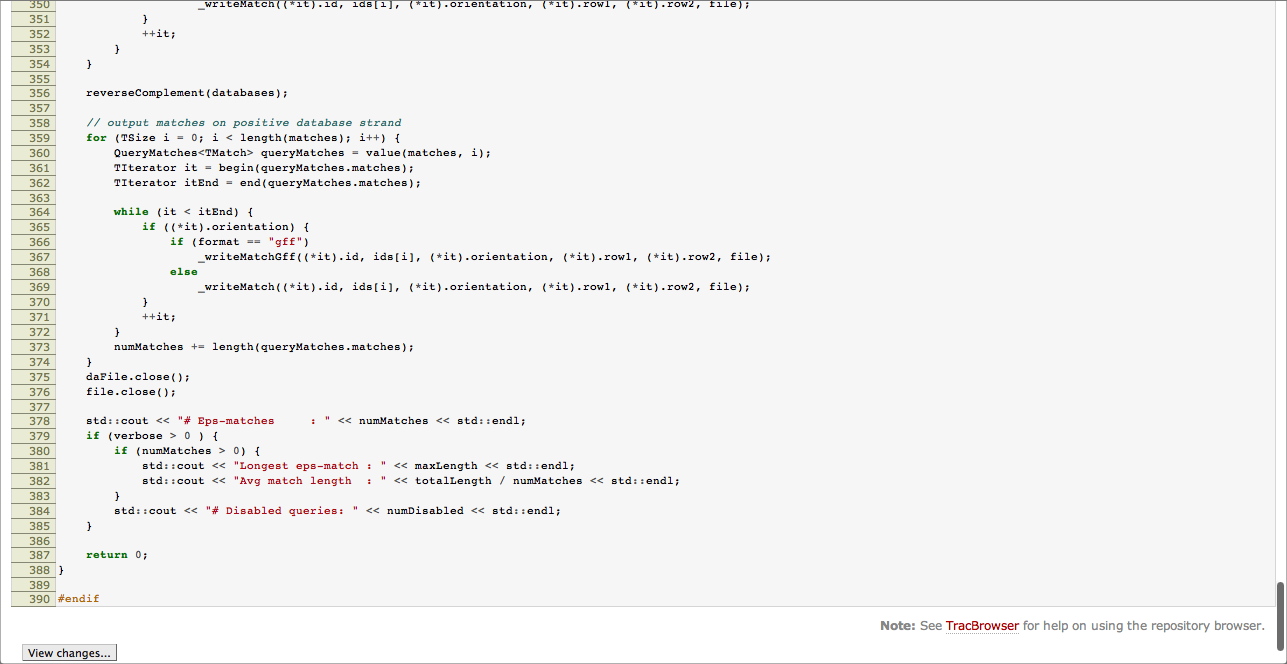 350                     _writeMatch((*it).id, ids[i], (*it).orientation, (*it).row1, (*it).row2, file);
351             }
352             ++it;
353         }
354     }
355
356     reverseComplement(databases);
357
358     // output matches on positive database strand
359     for (TSize i = 0; i < length(matches); i++) {
360         QueryMatches<TMatch> queryMatches = value(matches, i);
361         TIterator it = begin(queryMatches.matches);
362         TIterator itEnd = end(queryMatches.matches);
363
364         while (it < itEnd) {
365             if ((*it).orientation) {
366                 if (format == "gff")
367                     _writeMatchGff((*it).id, ids[i], (*it).orientation, (*it).row1, (*it).row2, file);
368                 else
369                     _writeMatch((*it).id, ids[i], (*it).orientation, (*it).row1, (*it).row2, file);
370             }
371             ++it;
372         }
373         numMatches += length(queryMatches.matches);
374     }
375     daFile.close();
376     file.close();
377
378     std::cout << "# Eps-matches     : " << numMatches << std::endl;
379     if (verbose > 0 ) {
380         if (numMatches > 0) {
381             std::cout << "Longest eps-match : " << maxLength << std::endl;
382             std::cout << "Avg match length  : " << totalLength / numMatches << std::endl;
383         }
384         std::cout << "# Disabled queries: " << numDisabled << std::endl;
385     }
386
387     return 0;
388 }
389
390 #endif
Note: See TracBrowser for help on using the repository browser.
View changes...